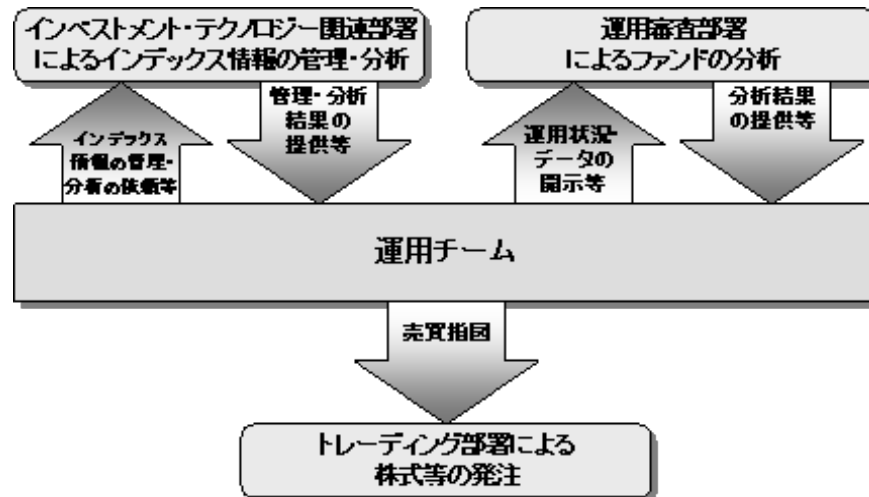 インベストメント・テクノロジー関連部署
によるインデックス情報の管理・分析
運用審査部署
によるファンドの分析
インデックス
情報の管理・
分析の依頼等
管理・分析
結果の
提供等
運用状況・
データの
開示等
分析結果
の提供等
運用チーム
売買指図
トレーディング部署による
株式等の発注